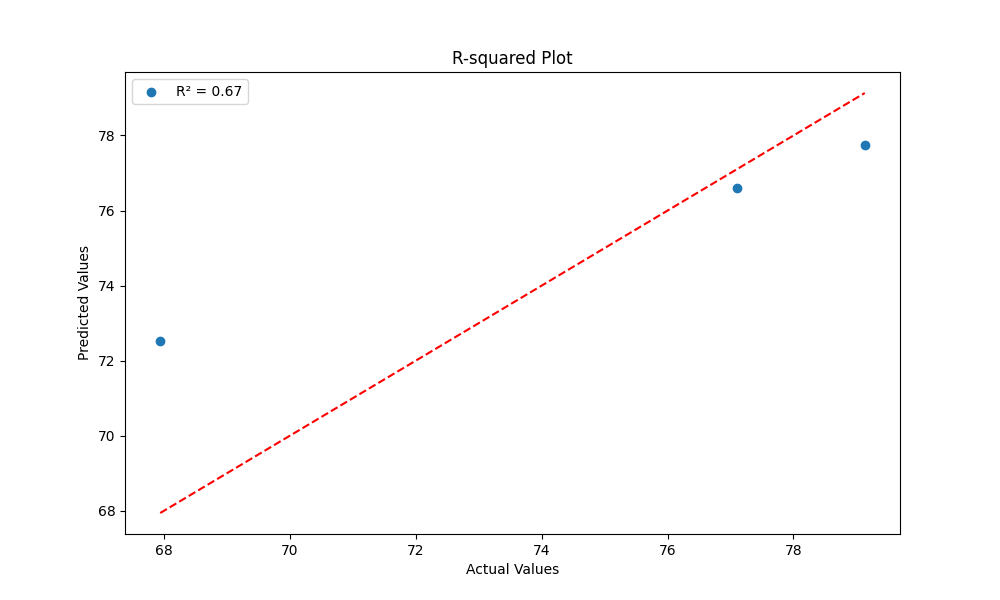 R-squared Plot
R² = 0.67
78
76
74
72
70
68
Predicted Values
68 70 72 74 76 78
Actual Values